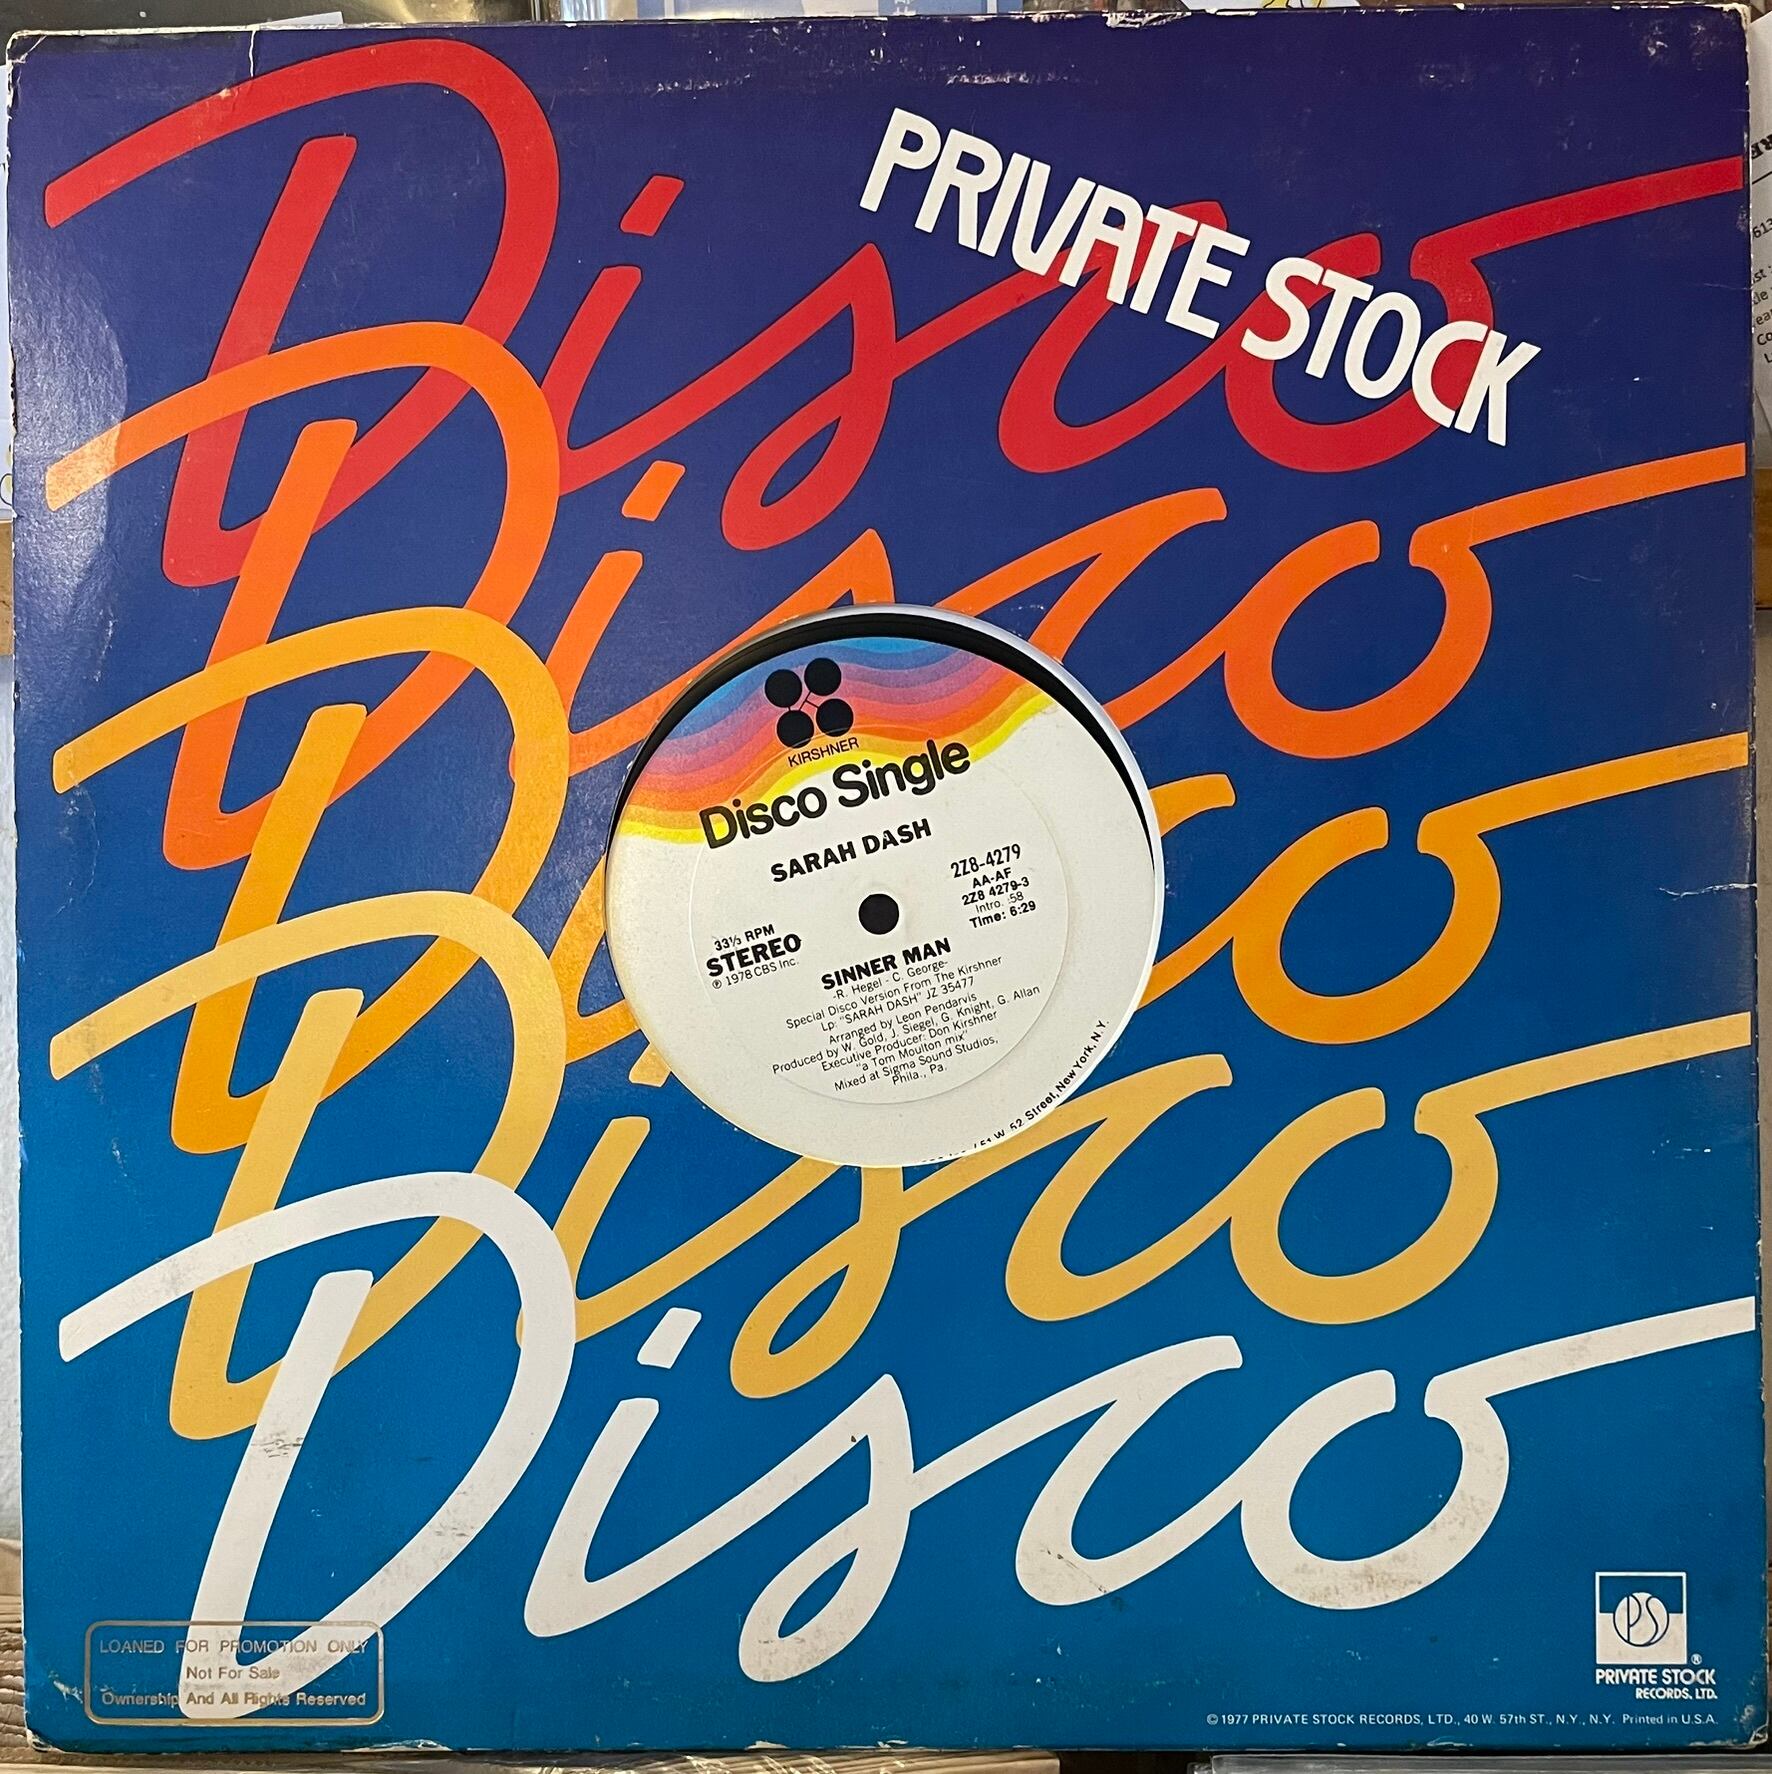 Disco
PRIVATE STOCK
Disco
Disco
Disco
Disco
KIRSHNER
Disco Single
SARAH DASH
2Z8-4279
AA-AF
2Z8 4279-3
Intro. :58
Time: 6:29
33⅓ RPM
STEREO
℗ 1978 CBS Inc.
SINNER MAN
-R. Hegel - C. George-
Special Disco Version From The Kirshner
Lp: "SARAH DASH" JZ 35477
Arranged by Leon Pendarvis
Produced by W. Gold, J. Siegel, G. Knight, G. Allan
Executive Producer: Don Kirshner
"a Tom Moulton mix"
Mixed at Sigma Sound Studios,
Phila., Pa.
51 W. 52 Street, New York, N.Y.
LOANED FOR PROMOTION ONLY
Not For Sale
Ownership And All Rights Reserved
PS
®
PRIVATE STOCK
RECORDS, LTD.
© 1977 PRIVATE STOCK RECORDS, LTD., 40 W. 57th ST., N.Y., N.Y. Printed in U.S.A.